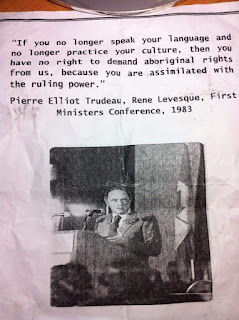 "If you no longer speak your language and
no longer practice your culture, then you
have no right to demand aboriginal rights
from us, because you are assimilated with
the ruling power."
Pierre Elliot Trudeau, Rene Levesque, First
Ministers Conference, 1983